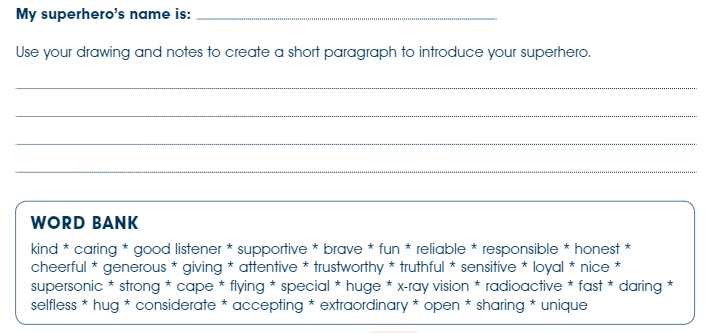 My superhero's name is:
Use your drawing and notes to create a short paragraph to introduce your superhero.
WORD BANK
kind * caring * good listener * supportive * brave * fun * reliable * responsible * honest *
cheerful * generous * giving * attentive * trustworthy * truthful * sensitive * loyal * nice *
supersonic * strong * cape * flying * special * huge * x-ray vision * radioactive * fast * daring *
selfless * hug * considerate * accepting * extraordinary * open * sharing * unique